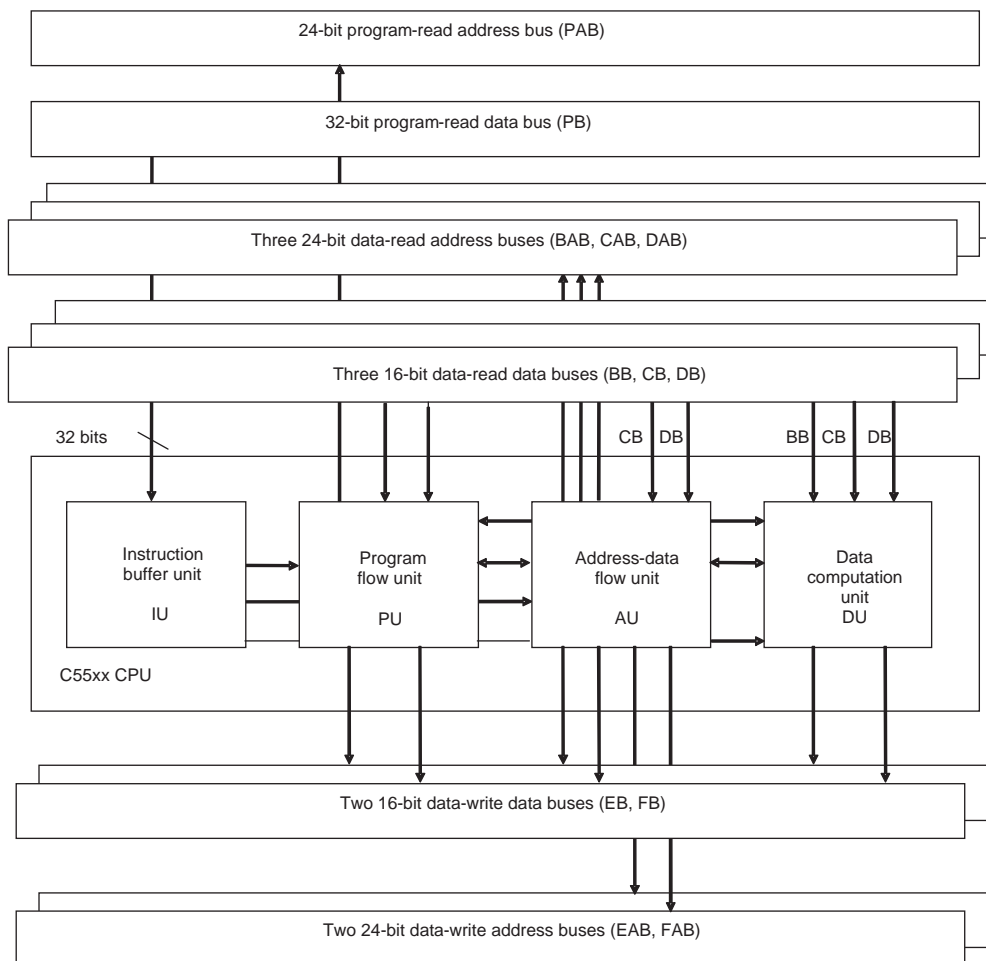 24-bit program-read address bus (PAB)
32-bit program-read data bus (PB)
Three 24-bit data-read address buses (BAB, CAB, DAB)
Three 16-bit data-read data buses (BB, CB, DB)
32 bits
CB DB
BB CB DB
Instruction
buffer unit
IU
Program
flow unit
PU
Address-data
flow unit
AU
Data
computation
unit
DU
C55xx CPU
Two 16-bit data-write data buses (EB, FB)
Two 24-bit data-write address buses (EAB, FAB)